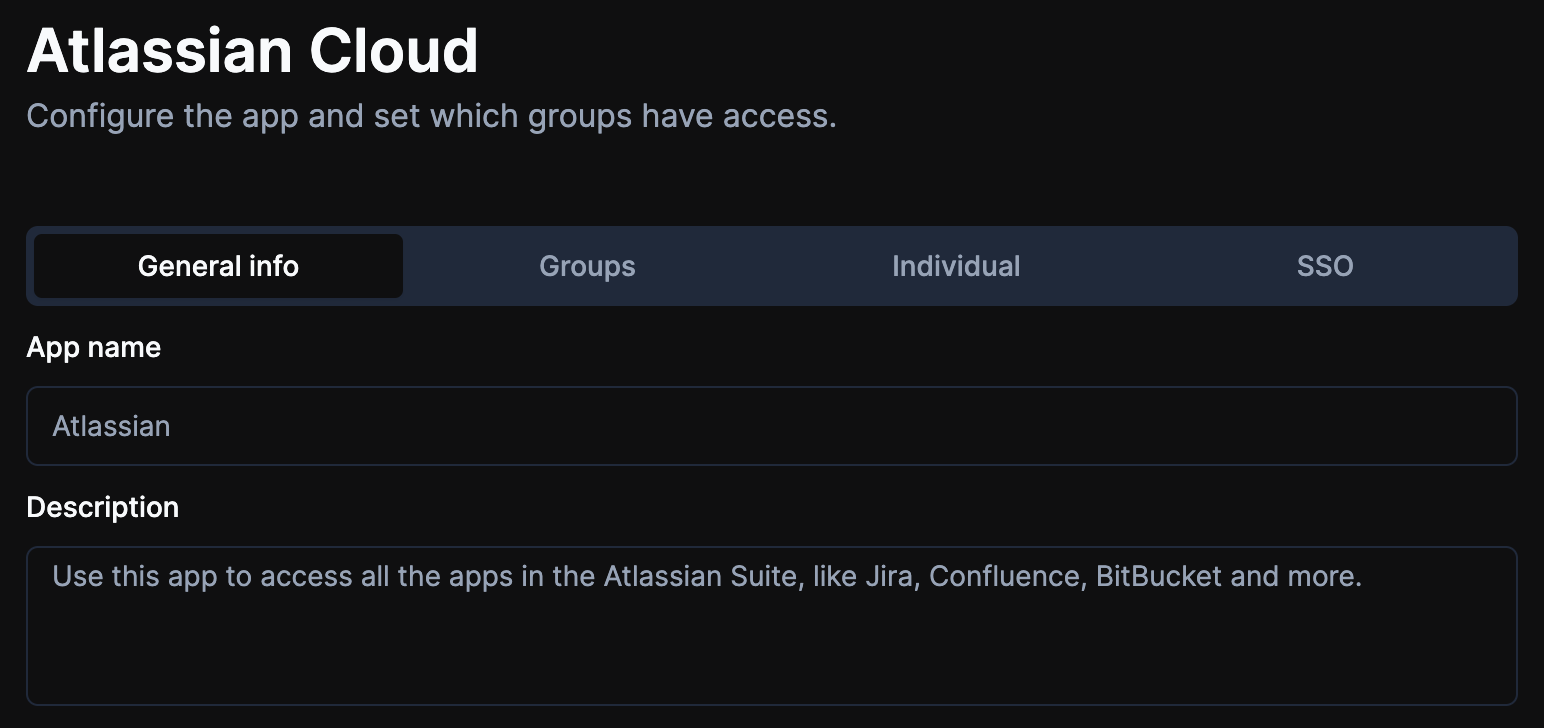 Atlassian Cloud
Configure the app and set which groups have access.
General info
Groups
Individual
SSO
App name
Atlassian
Description
Use this app to access all the apps in the Atlassian Suite, like Jira, Confluence, BitBucket and more.